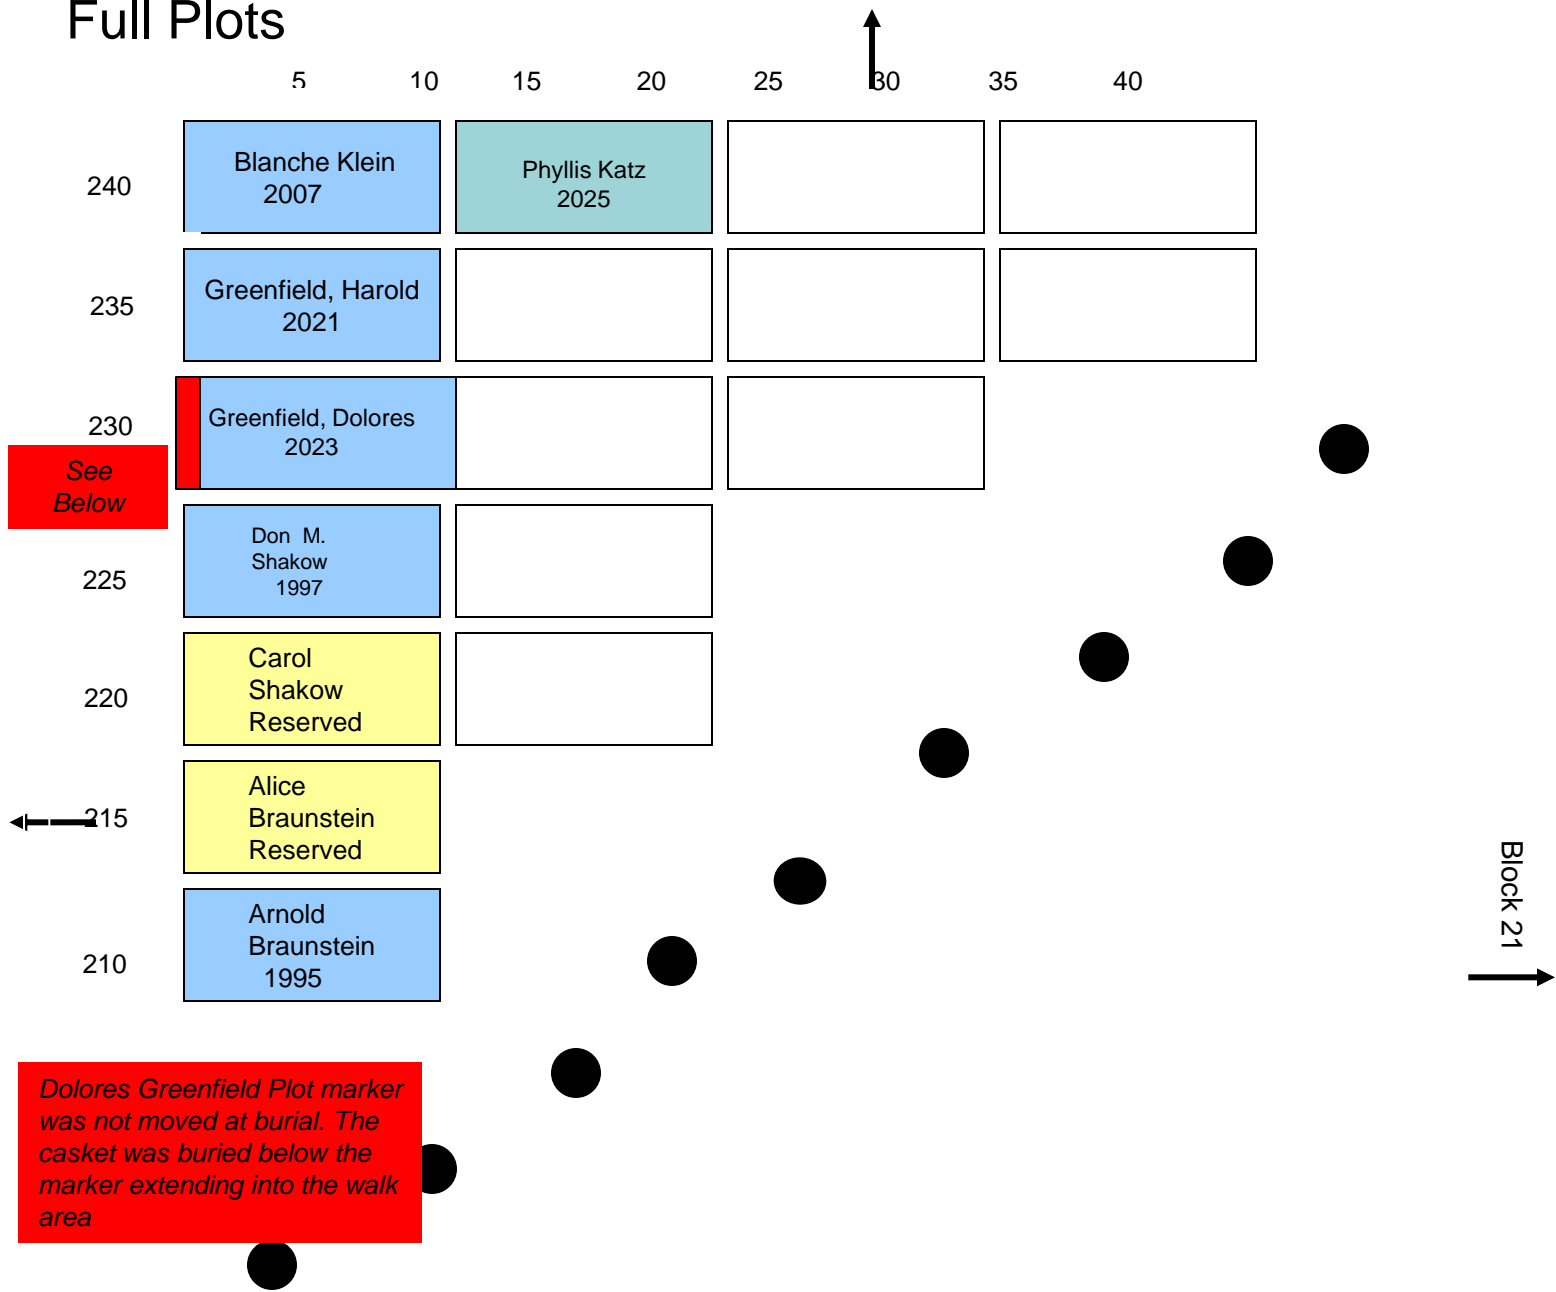 Full Plots
5 10 15 20 25 30 35 40
240
Blanche Klein
2007
Phyllis Katz
2025
235
Greenfield, Harold
2021
230
Greenfield, Dolores
2023
See
Below
225
Don M.
Shakow
1997
220
Carol
Shakow
Reserved
215
Alice
Braunstein
Reserved
210
Arnold
Braunstein
1995
Block 21
Dolores Greenfield Plot marker
was not moved at burial. The
casket was buried below the
marker extending into the walk
area